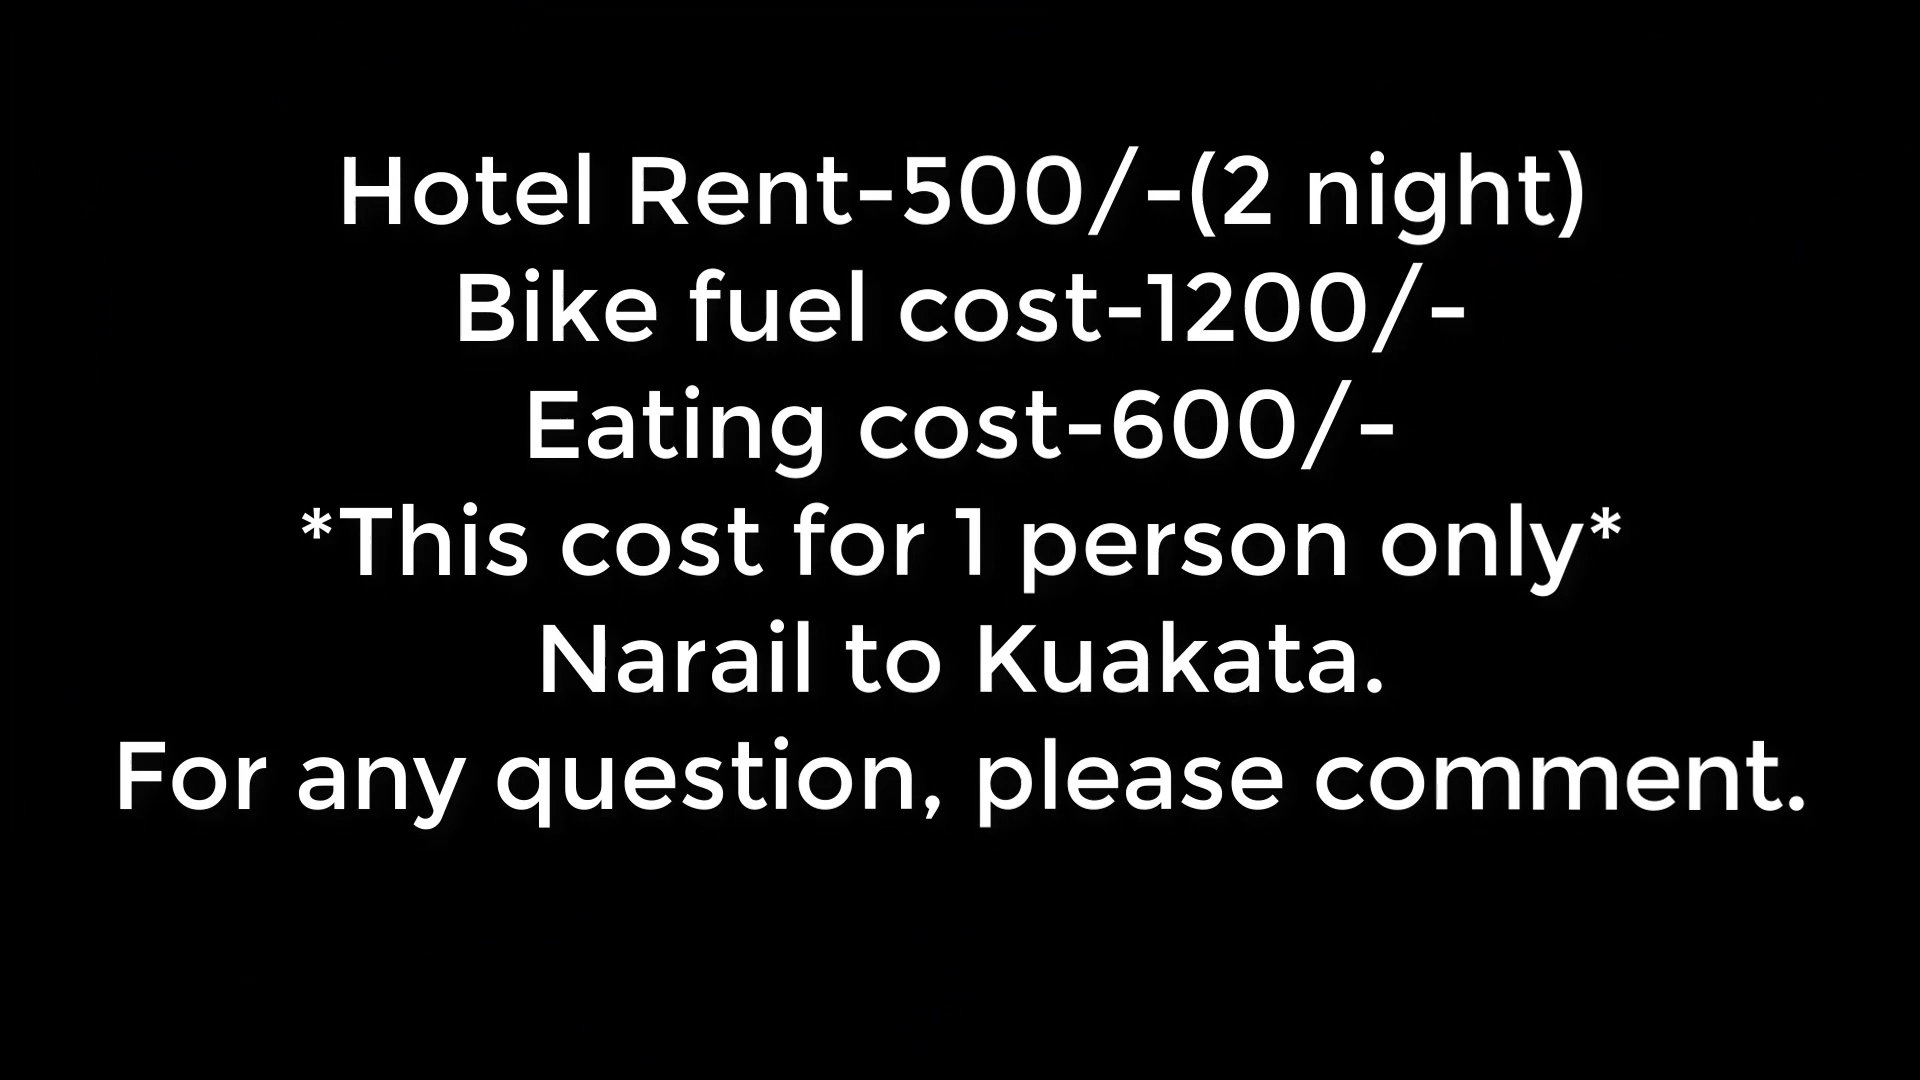 Hotel Rent-500/-(2 night)
Bike fuel cost-1200/-
Eating cost-600/-
*This cost for 1 person only*
Narail to Kuakata.
For any question, please comment.